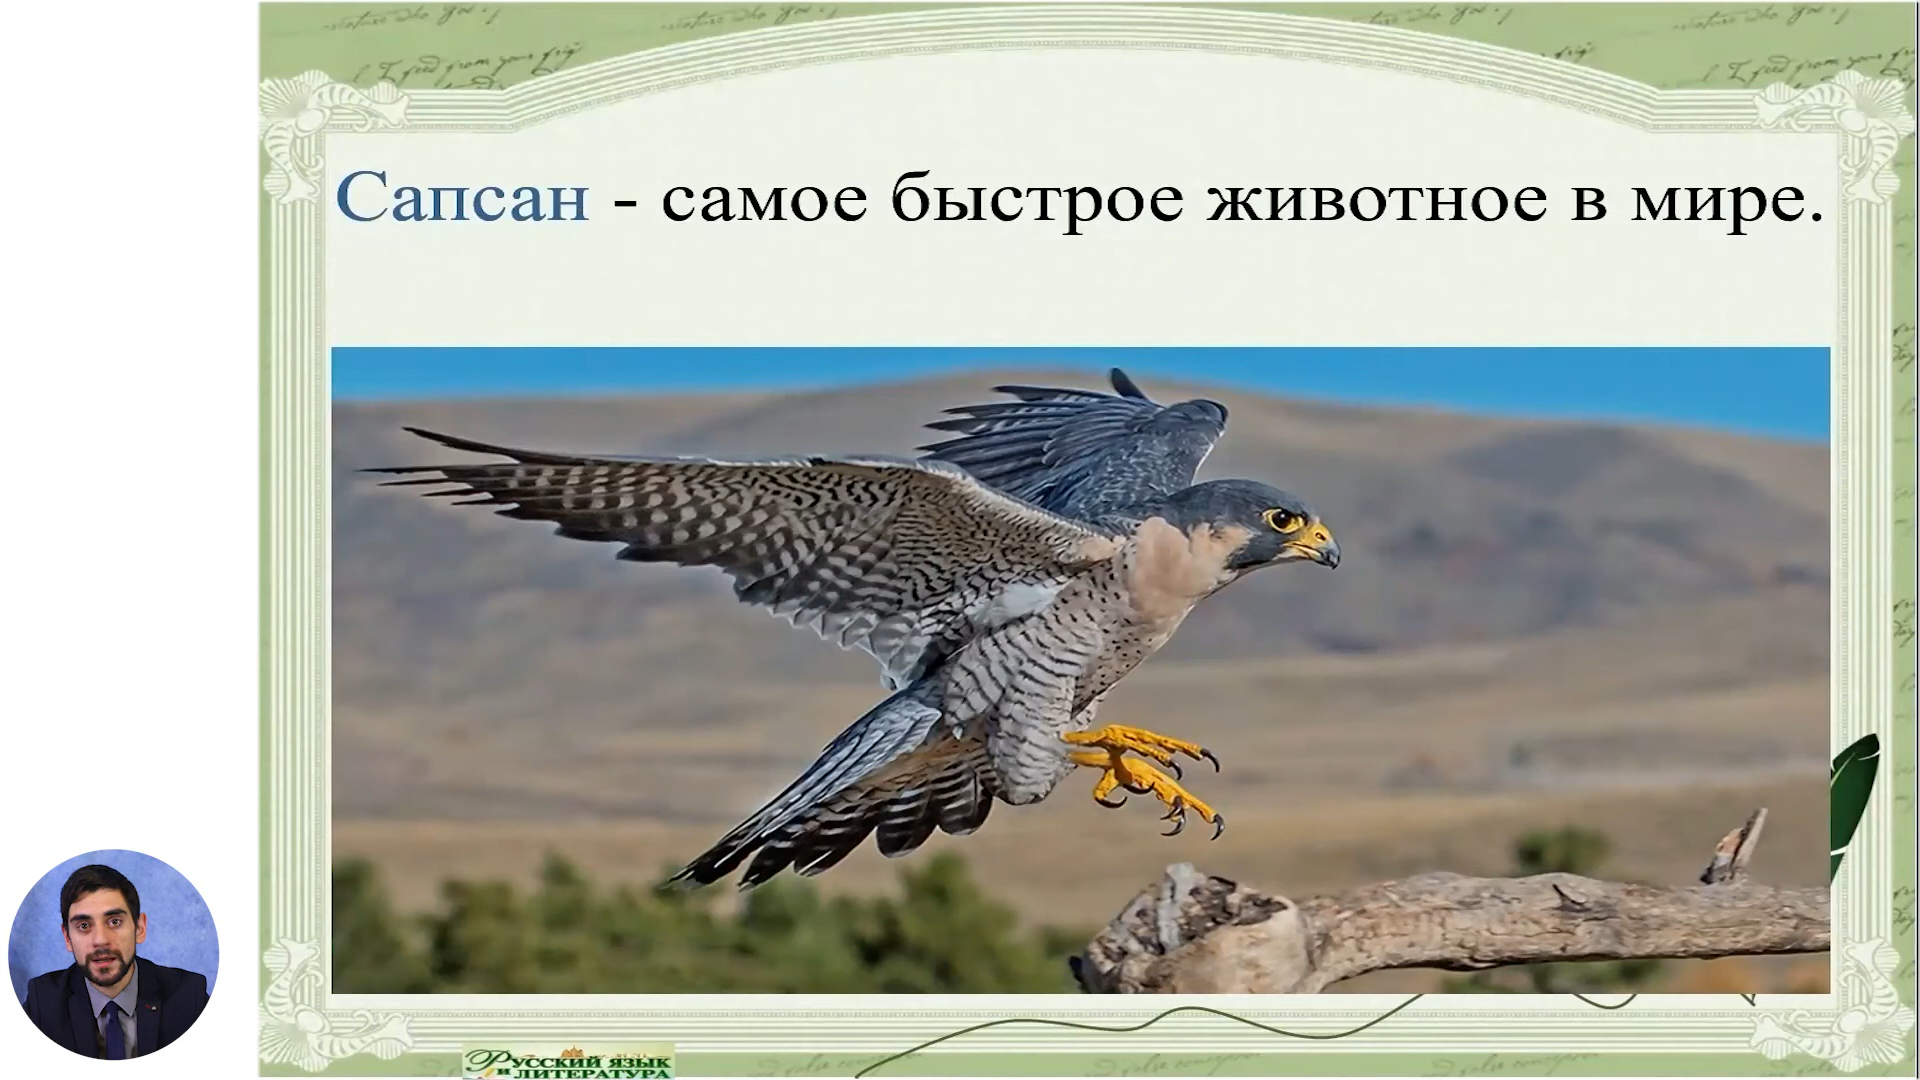 Сапсан - самое быстрое животное в мире.
Русский язык
и литература